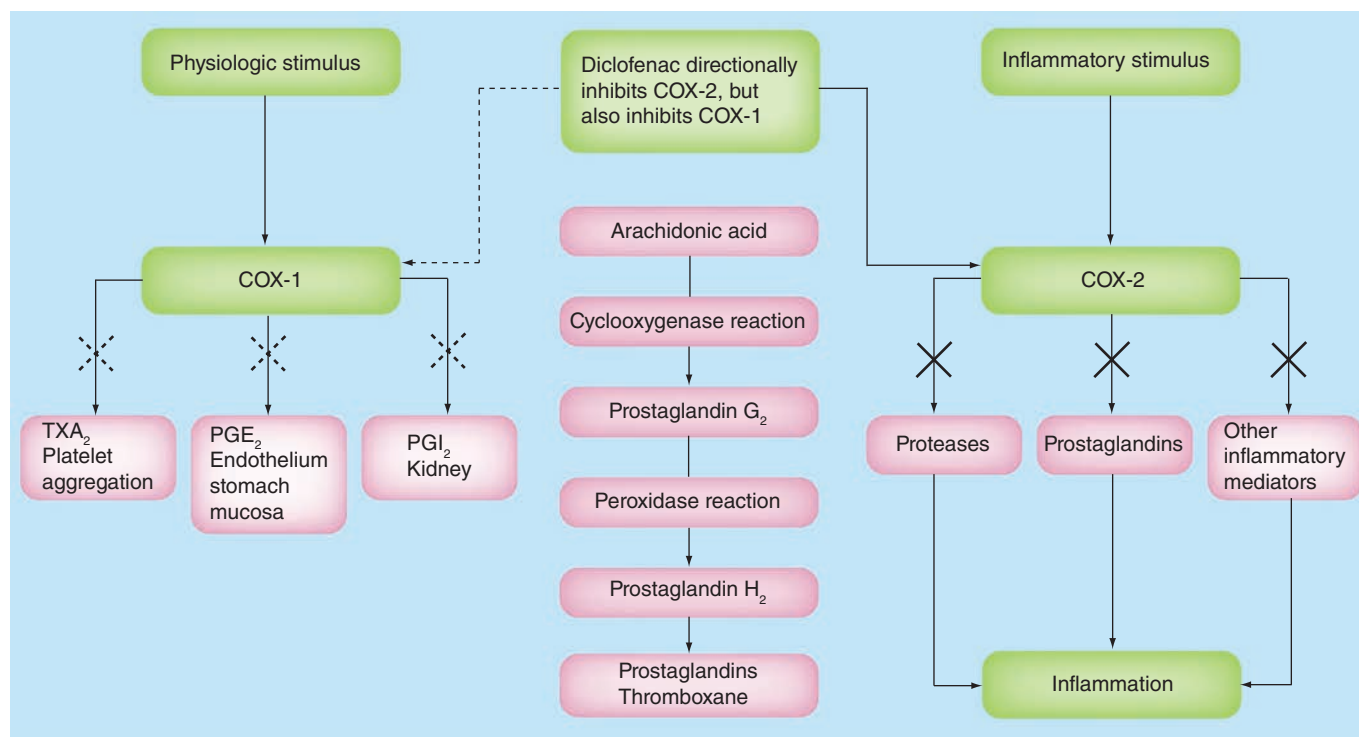 Physiologic stimulus
Diclofenac directionally
inhibits COX-2, but
also inhibits COX-1
Inflammatory stimulus
Arachidonic acid
COX-1
COX-2
Cyclooxygenase reaction
Prostaglandin G₂
TXA₂
Platelet
aggregation
PGE₂
Endothelium
stomach
mucosa
PGI₂
Kidney
Proteases
Prostaglandins
Other
inflammatory
mediators
Peroxidase reaction
Prostaglandin H₂
Prostaglandins
Thromboxane
Inflammation